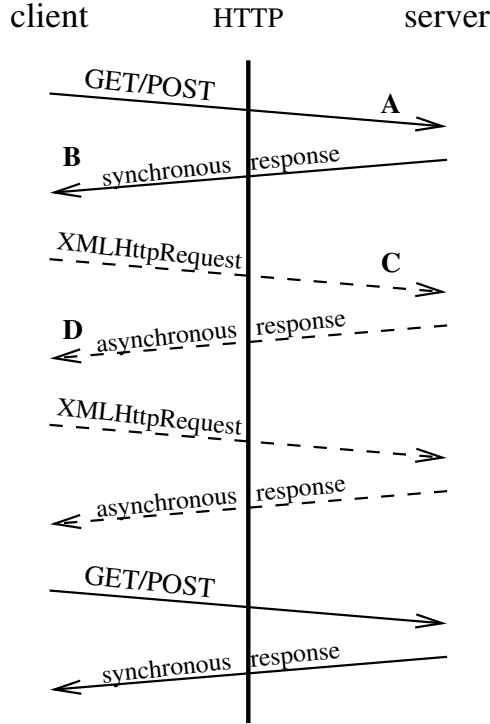 client HTTP server
GET/POST
A
B
synchronous response
XMLHttpRequest
C
D
asynchronous response
XMLHttpRequest
asynchronous response
GET/POST
synchronous response